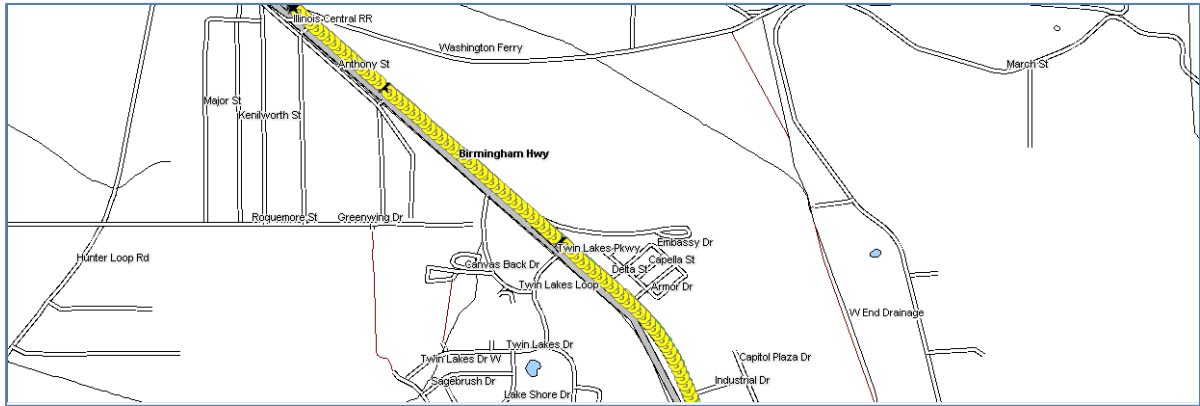 Illinois Central RR
Washington Ferry
Anthony St
March St
Major St
Kenilworth St
Birmingham Hwy
Roquemore St
Greenwing Dr
Embassy Dr
Twin Lakes Pkwy
Hunter Loop Rd
Canvas Back Dr
Capella St
Delta St
Twin Lakes Loop
Armor Dr
W End Drainage
Twin Lakes Dr
Twin Lakes Dr W
Capitol Plaza Dr
Sagebrush Dr
Industrial Dr
Lake Shore Dr